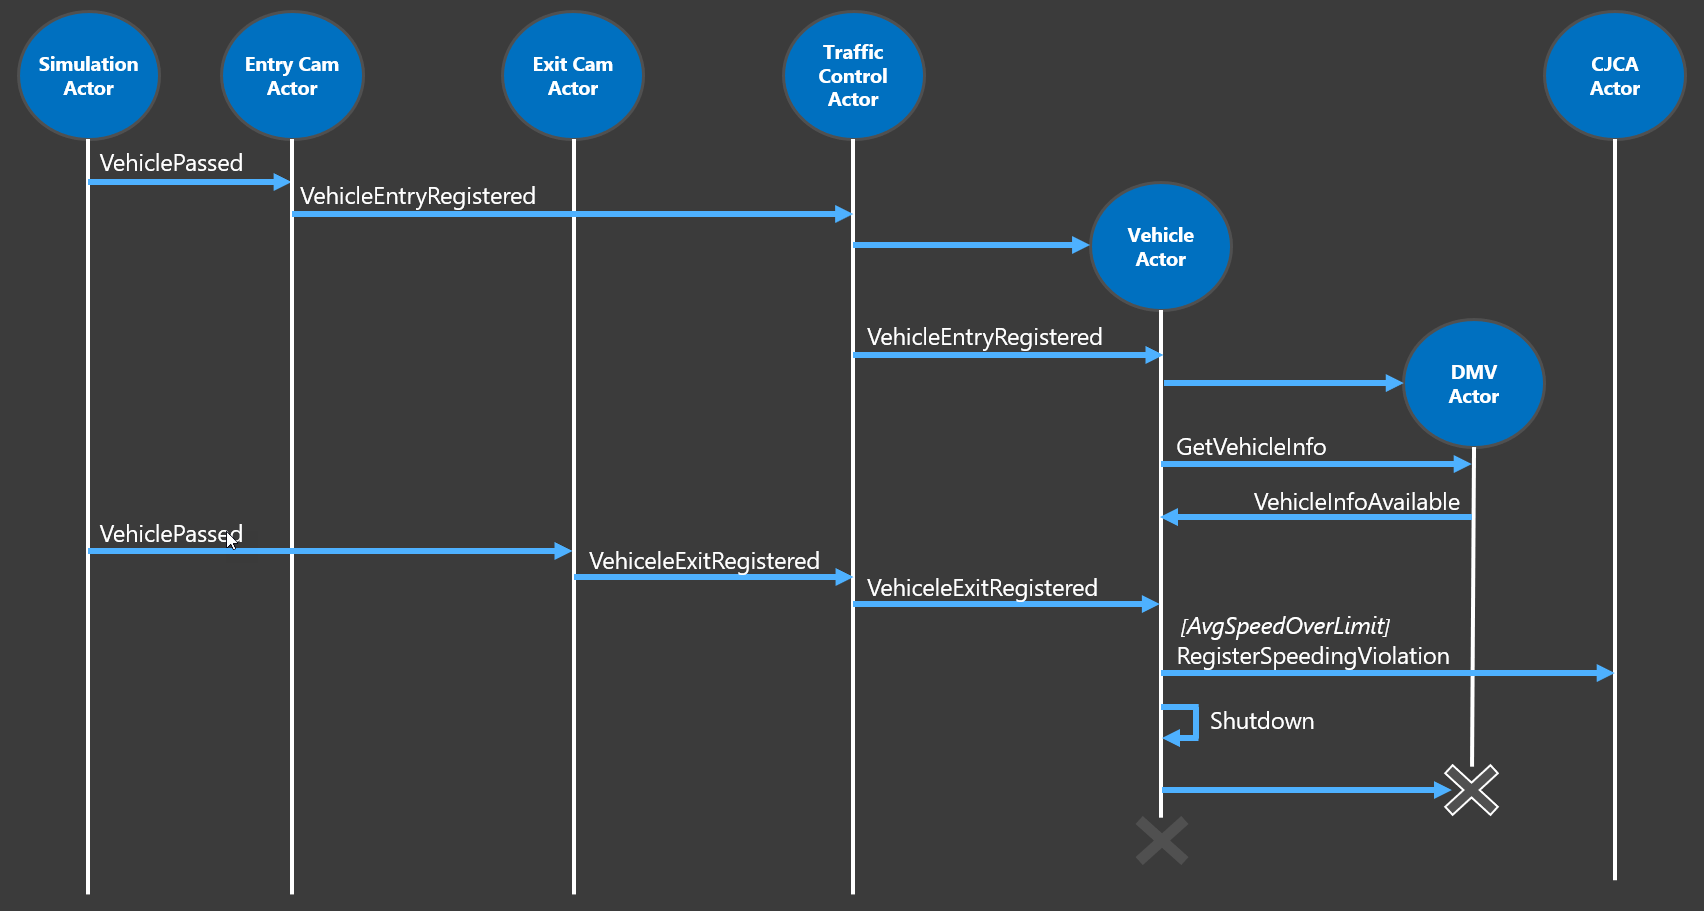 Simulation
Actor
Entry Cam
Actor
Exit Cam
Actor
Traffic
Control
Actor
CJCA
Actor
VehiclePassed
VehicleEntryRegistered
Vehicle
Actor
VehicleEntryRegistered
DMV
Actor
GetVehicleInfo
VehicleInfoAvailable
VehiclePassed
VehiceleExitRegistered
VehiceleExitRegistered
[AvgSpeedOverLimit]
RegisterSpeedingViolation
Shutdown